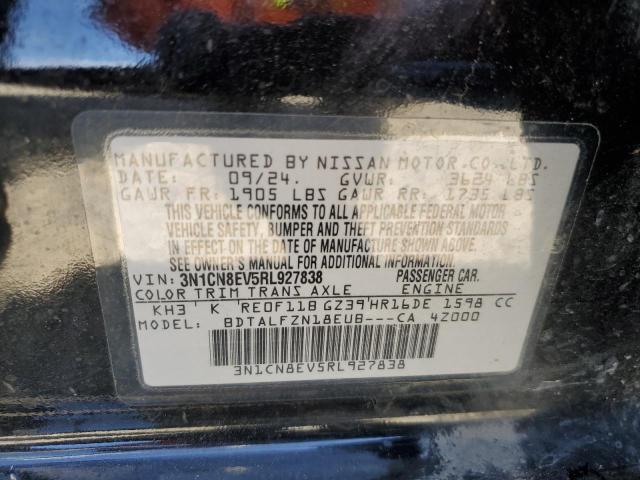 MANUFACTURED BY NISSAN MOTOR.CO.,LTD.
DATE: 09/24. GVWR: 3624 LBS
GAWR FR: 1905 LBS GAWR RR: 1735 LBS
THIS VEHICLE CONFORMS TO ALL APPLICABLE FEDERAL MOTOR
VEHICLE SAFETY, BUMPER AND THEFT PREVENTION STANDARDS
IN EFFECT ON THE DATE OF MANUFACTURE SHOWN ABOVE.
SEE OWNER'S MANUAL FOR ADDITIONAL INFORMATION.
VIN: 3N1CN8EV5RL927838 PASSENGER CAR.
COLOR TRIM TRANS AXLE ENGINE
KH3 K RE0F11B GZ39 HR16DE 1598 CC
MODEL: BDTALFZN18EUB---CA 4Z000
3N1CN8EV5RL927838